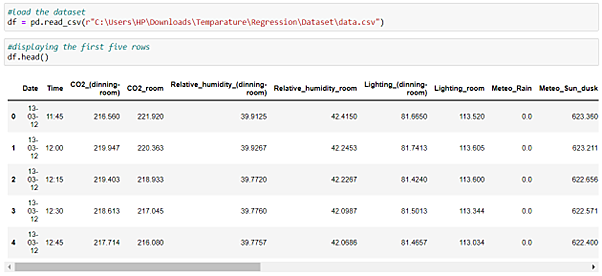 #load the dataset
df = pd.read_csv(r"C:\Users\HP\Downloads\Temparature\Regression\Dataset\data.csv")
#displaying the first five rows
df.head()
Date Time CO2_(dinning-room) CO2_room Relative_humidity_(dinning-room) Relative_humidity_room Lighting_(dinning-room) Lighting_room Meteo_Rain Meteo_Sun_dusk
0 13-03-12 11:45 216.560 221.920 39.9125 42.4150 81.6650 113.520 0.0 623.360
1 13-03-12 12:00 219.947 220.363 39.9267 42.2453 81.7413 113.605 0.0 623.211
2 13-03-12 12:15 219.403 218.933 39.7720 42.2267 81.4240 113.600 0.0 622.656
3 13-03-12 12:30 218.613 217.045 39.7760 42.0987 81.5013 113.344 0.0 622.571
4 13-03-12 12:45 217.714 216.080 39.7757 42.0686 81.4657 113.034 0.0 622.400